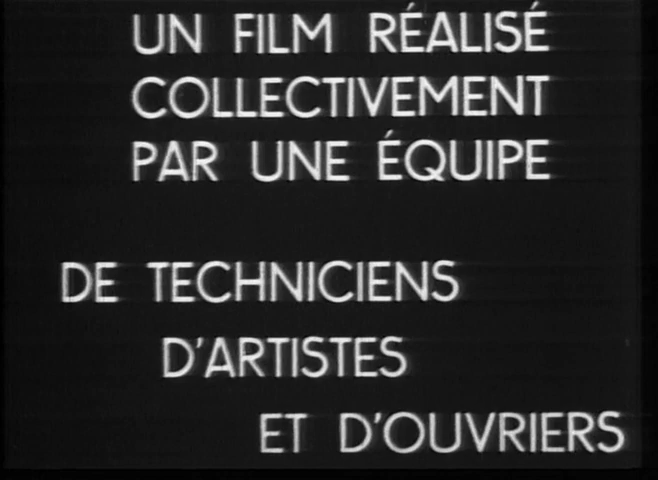 UN FILM RÉALISÉ
COLLECTIVEMENT
PAR UNE ÉQUIPE
DE TECHNICIENS
D'ARTISTES
ET D'OUVRIERS